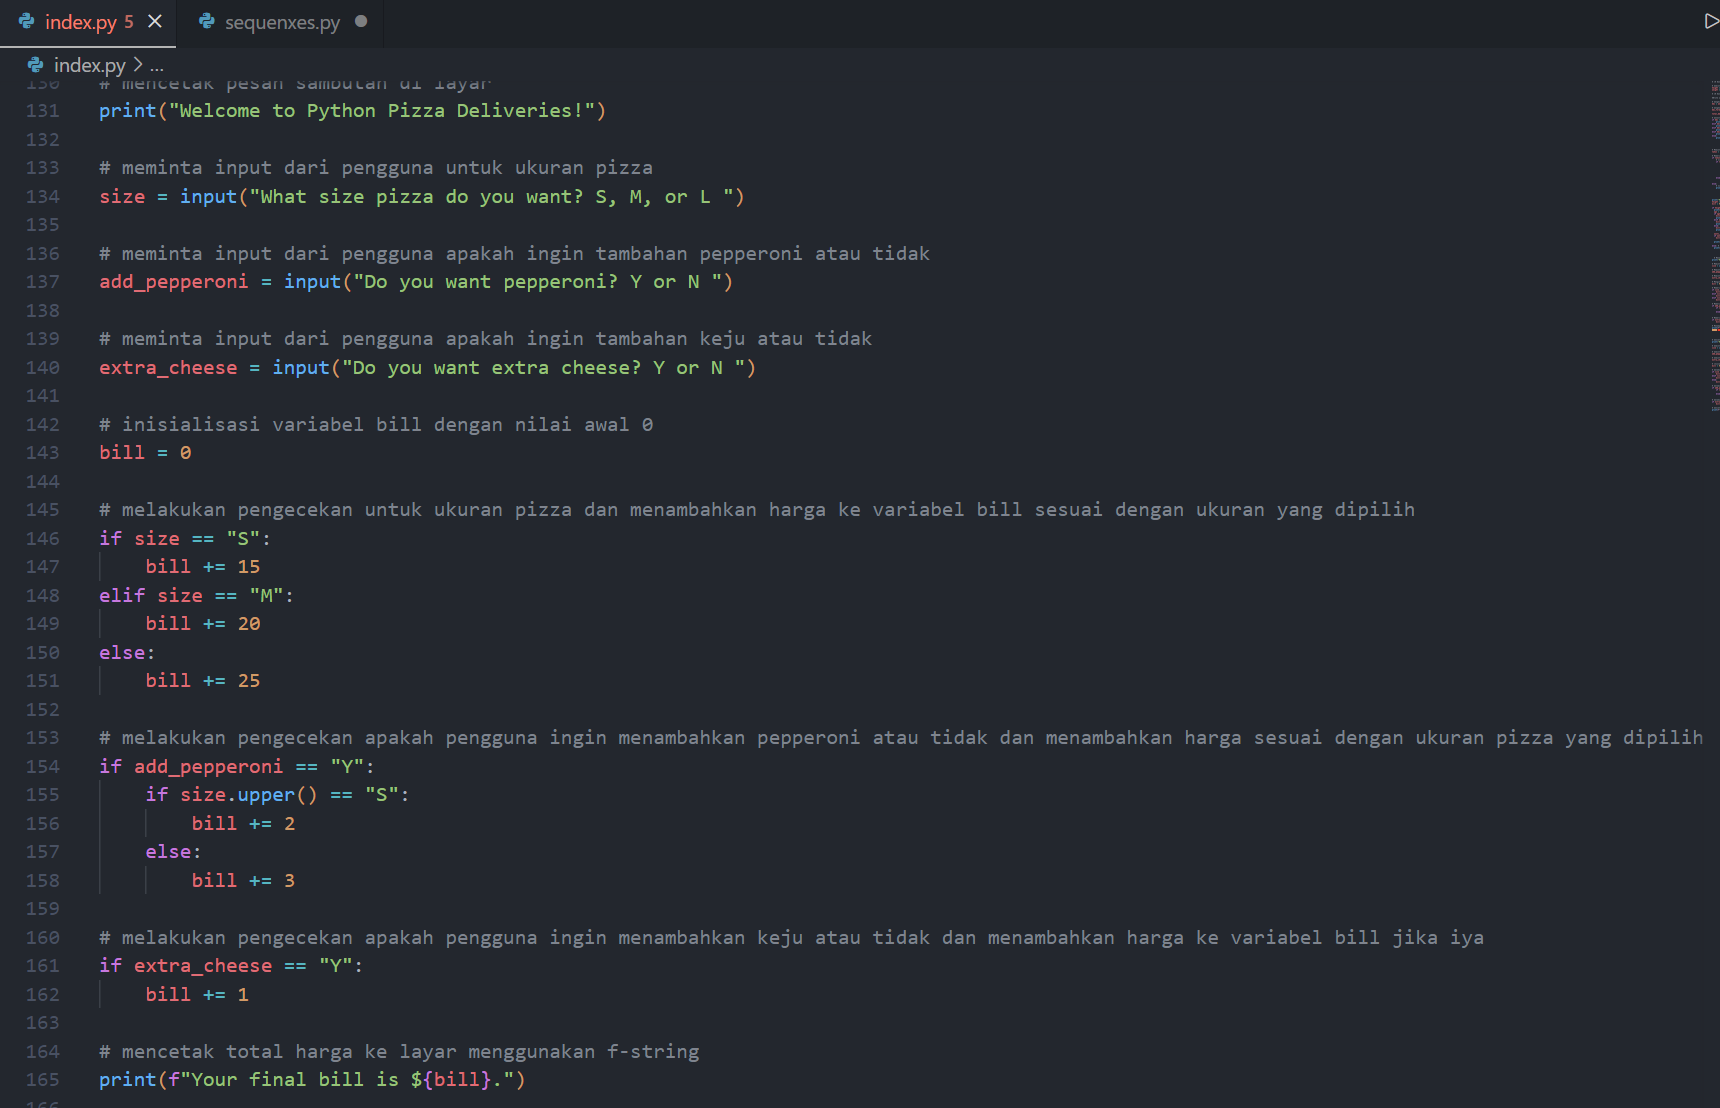 index.py 5
sequenxes.py
index.py > ...
130 # mencetak pesan sambutan di layar
131 print("Welcome to Python Pizza Deliveries!")
132
133 # meminta input dari pengguna untuk ukuran pizza
134 size = input("What size pizza do you want? S, M, or L ")
135
136 # meminta input dari pengguna apakah ingin tambahan pepperoni atau tidak
137 add_pepperoni = input("Do you want pepperoni? Y or N ")
138
139 # meminta input dari pengguna apakah ingin tambahan keju atau tidak
140 extra_cheese = input("Do you want extra cheese? Y or N ")
141
142 # inisialisasi variabel bill dengan nilai awal 0
143 bill = 0
144
145 # melakukan pengecekan untuk ukuran pizza dan menambahkan harga ke variabel bill sesuai dengan ukuran yang dipilih
146 if size == "S":
147     bill += 15
148 elif size == "M":
149     bill += 20
150 else:
151     bill += 25
152
153 # melakukan pengecekan apakah pengguna ingin menambahkan pepperoni atau tidak dan menambahkan harga sesuai dengan ukuran pizza yang dipilih
154 if add_pepperoni == "Y":
155     if size.upper() == "S":
156         bill += 2
157     else:
158         bill += 3
159
160 # melakukan pengecekan apakah pengguna ingin menambahkan keju atau tidak dan menambahkan harga ke variabel bill jika iya
161 if extra_cheese == "Y":
162     bill += 1
163
164 # mencetak total harga ke layar menggunakan f-string
165 print(f"Your final bill is ${bill}.")
166